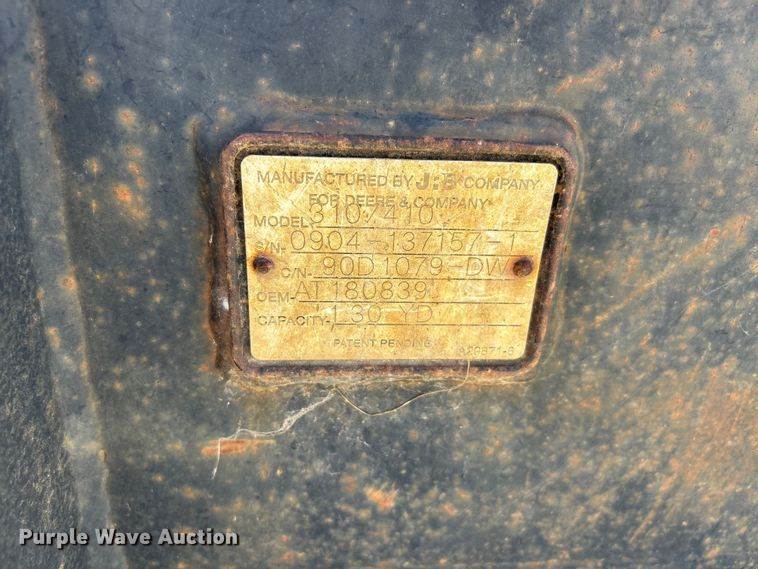 MANUFACTURED BY COMPANY
FOR DEERE & COMPANY
MODEL 310/410
S/N 0904-137157-1
C/N 90D1079-DW
OEM AT180839
CAPACITY 1.30 YD
PATENT PENDING
Purple Wave Auction